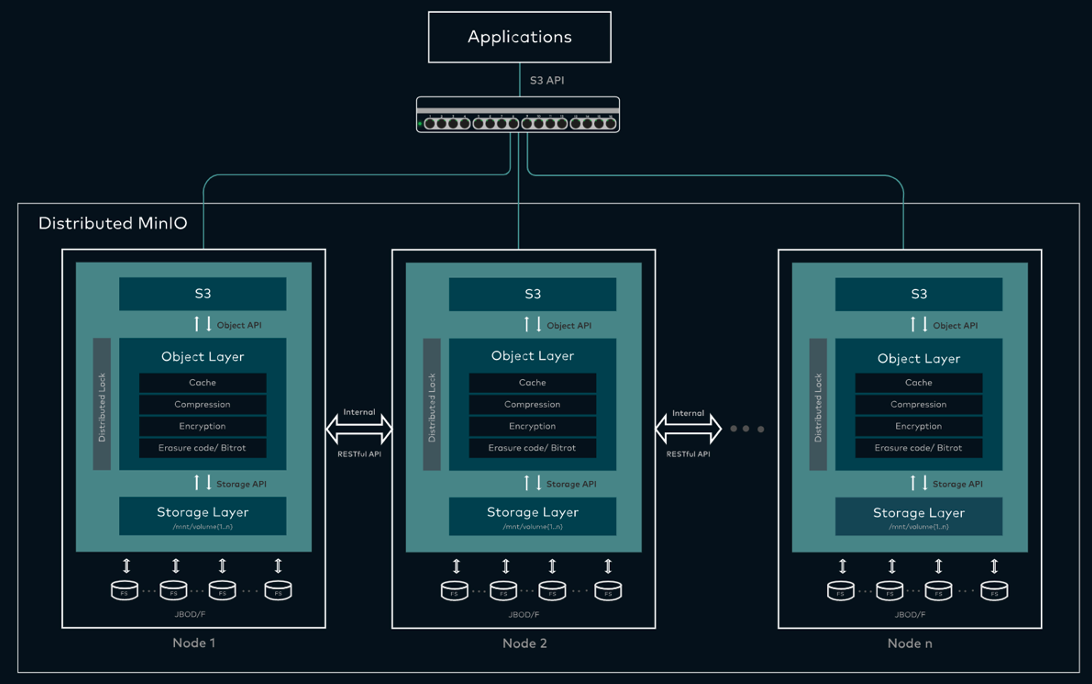 Applications
S3 API
Distributed MinIO
S3
Object API
Distributed Lock
Object Layer
Cache
Compression
Encryption
Erasure code/ Bitrot
Storage API
Storage Layer
/mnt/volume{1..n}
FS FS FS FS
JBOD/F
Node 1
Internal
RESTful API
S3
Object API
Distributed Lock
Object Layer
Cache
Compression
Encryption
Erasure code/ Bitrot
Storage API
Storage Layer
/mnt/volume{1..n}
FS FS FS FS
JBOD/F
Node 2
Internal
RESTful API
S3
Object API
Distributed Lock
Object Layer
Cache
Compression
Encryption
Erasure code/ Bitrot
Storage API
Storage Layer
/mnt/volume{1..n}
FS FS FS FS
JBOD/F
Node n